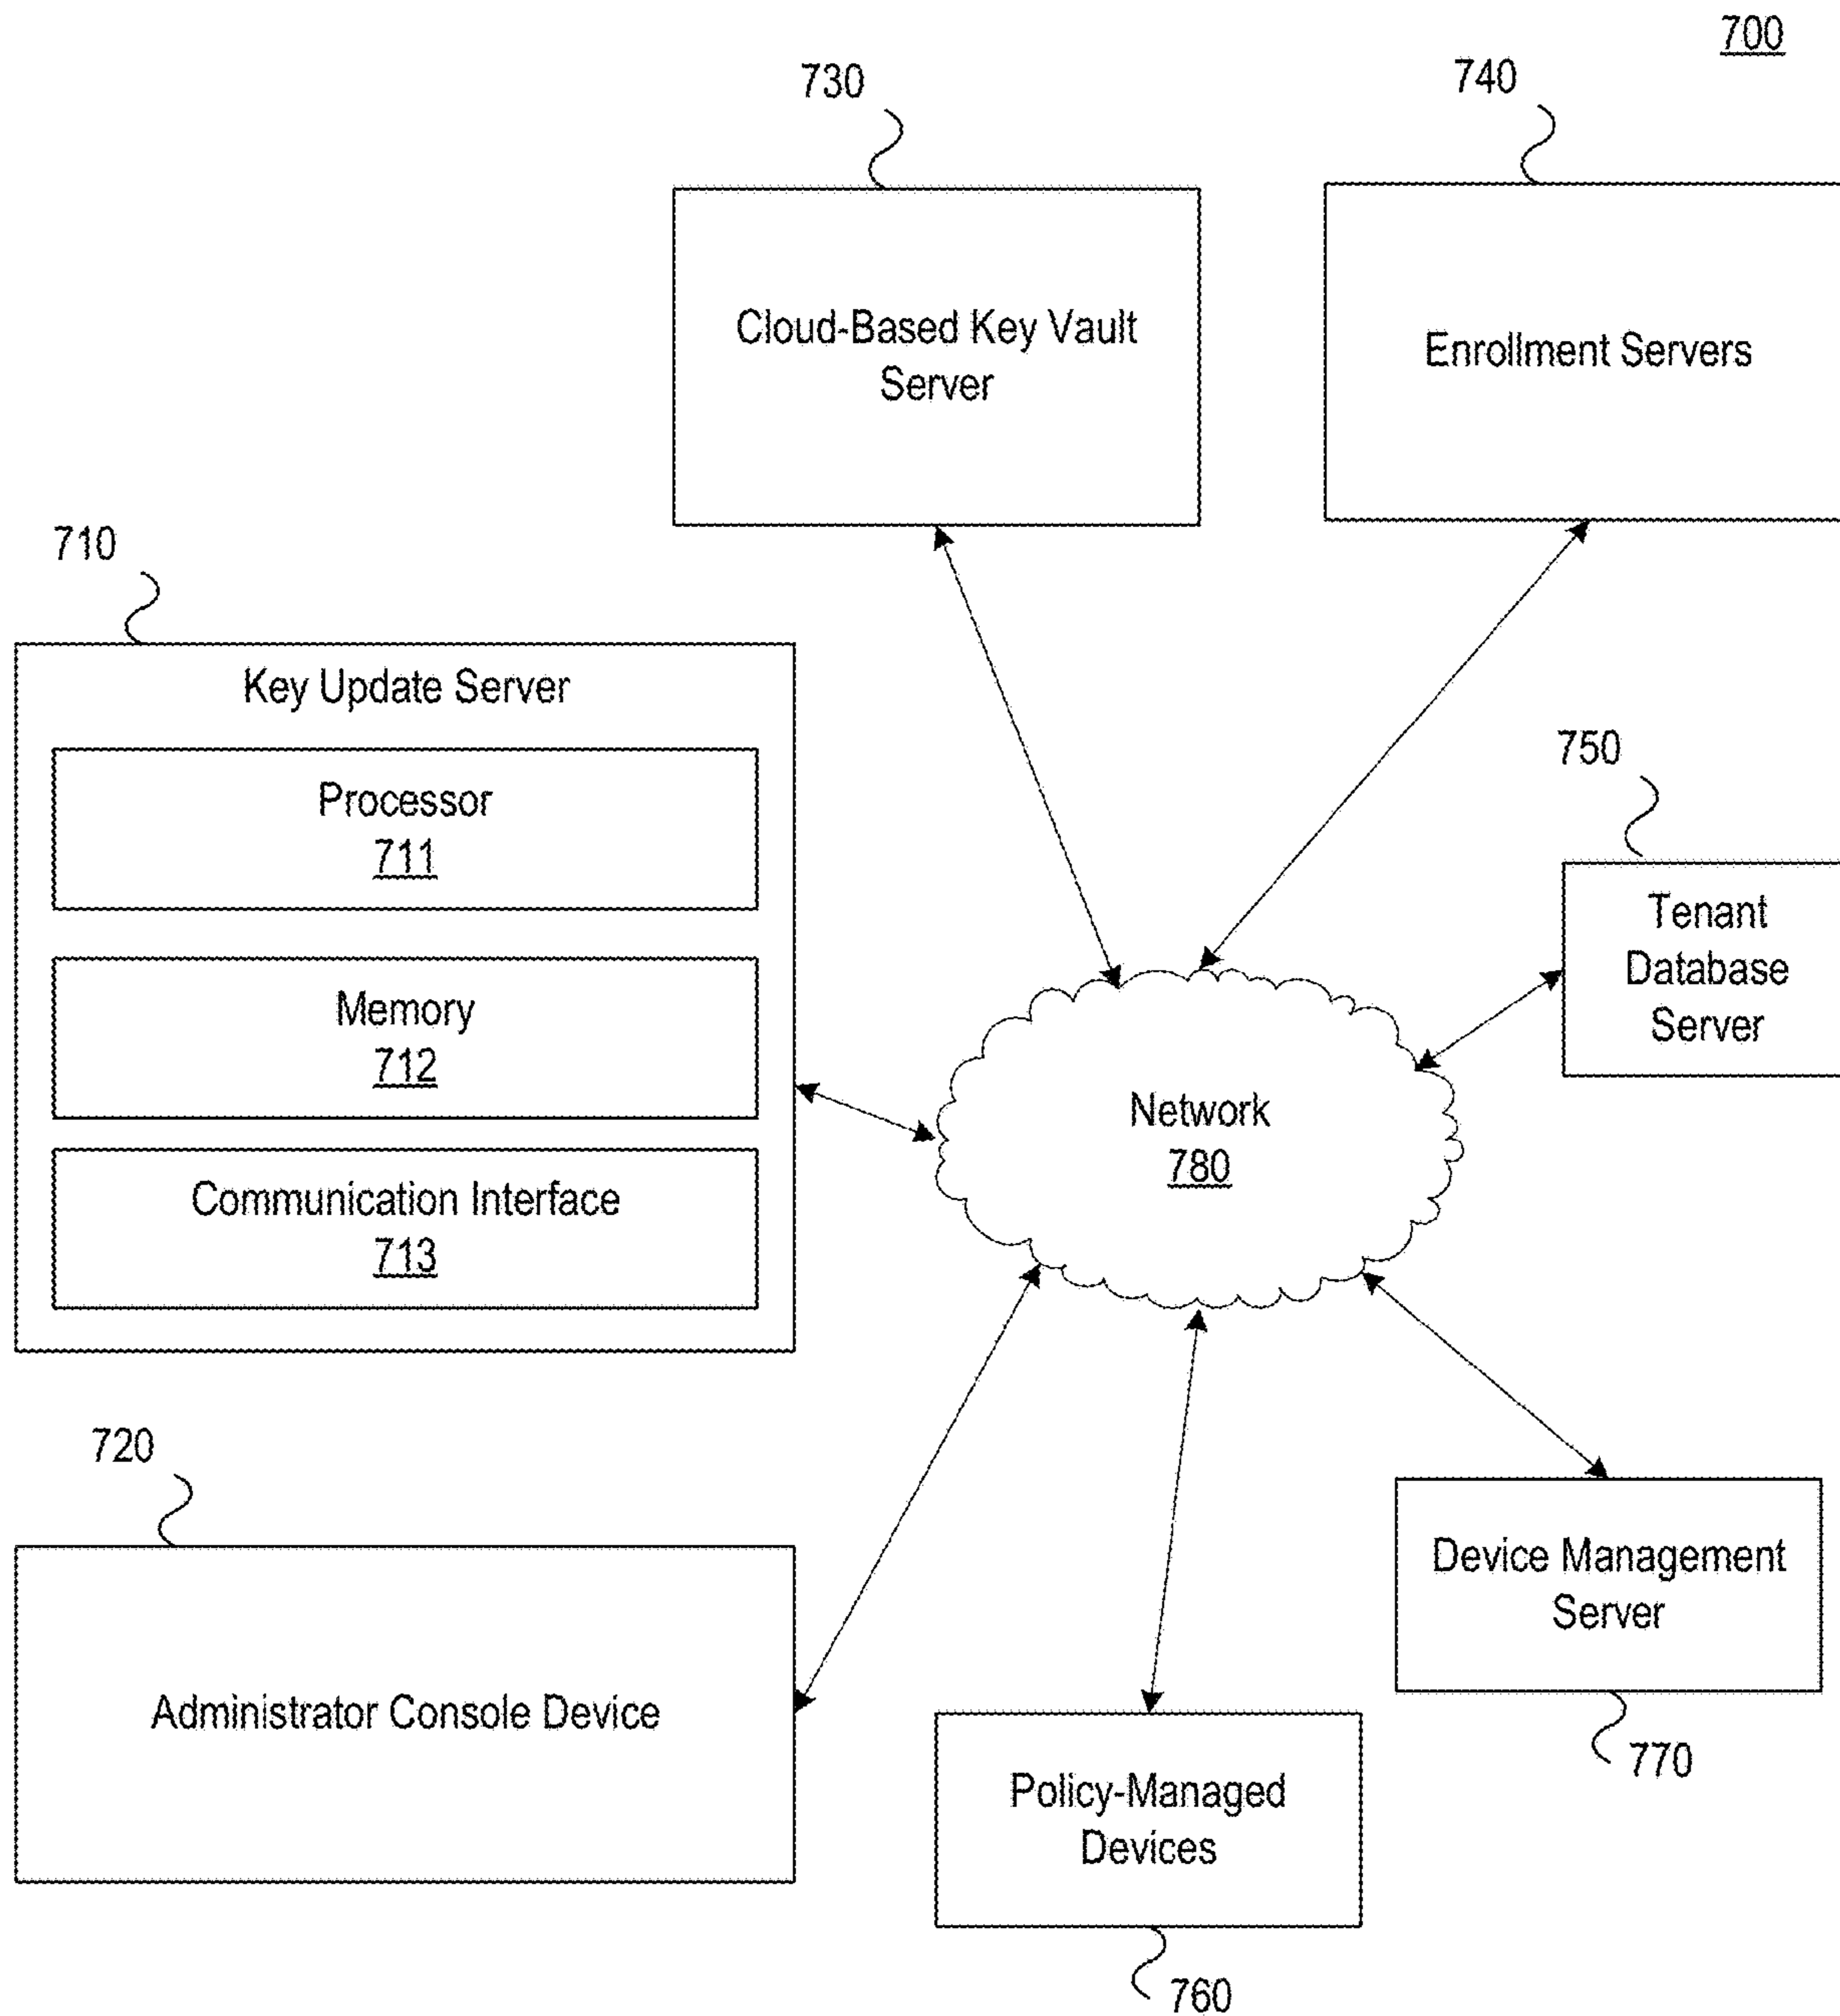 700
730
740
Cloud-Based Key Vault
Server
Enrollment Servers
710
Key Update Server
Processor
711
Memory
712
Communication Interface
713
750
Tenant
Database
Server
Network
780
720
Administrator Console Device
Device Management
Server
770
Policy-Managed
Devices
760